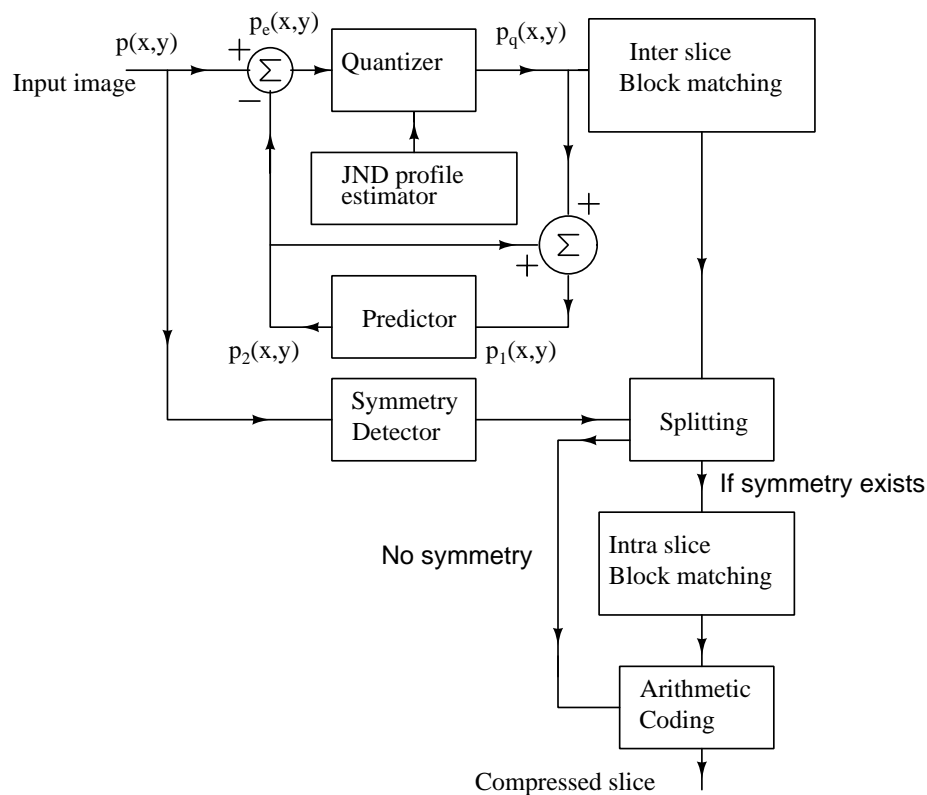 p(x,y)
Input image
+
−
Σ
p_e(x,y)
Quantizer
p_q(x,y)
Inter slice
Block matching
JND profile
estimator
+
+
Σ
Predictor
p_2(x,y)
p_1(x,y)
Symmetry
Detector
Splitting
If symmetry exists
No symmetry
Intra slice
Block matching
Arithmetic
Coding
Compressed slice